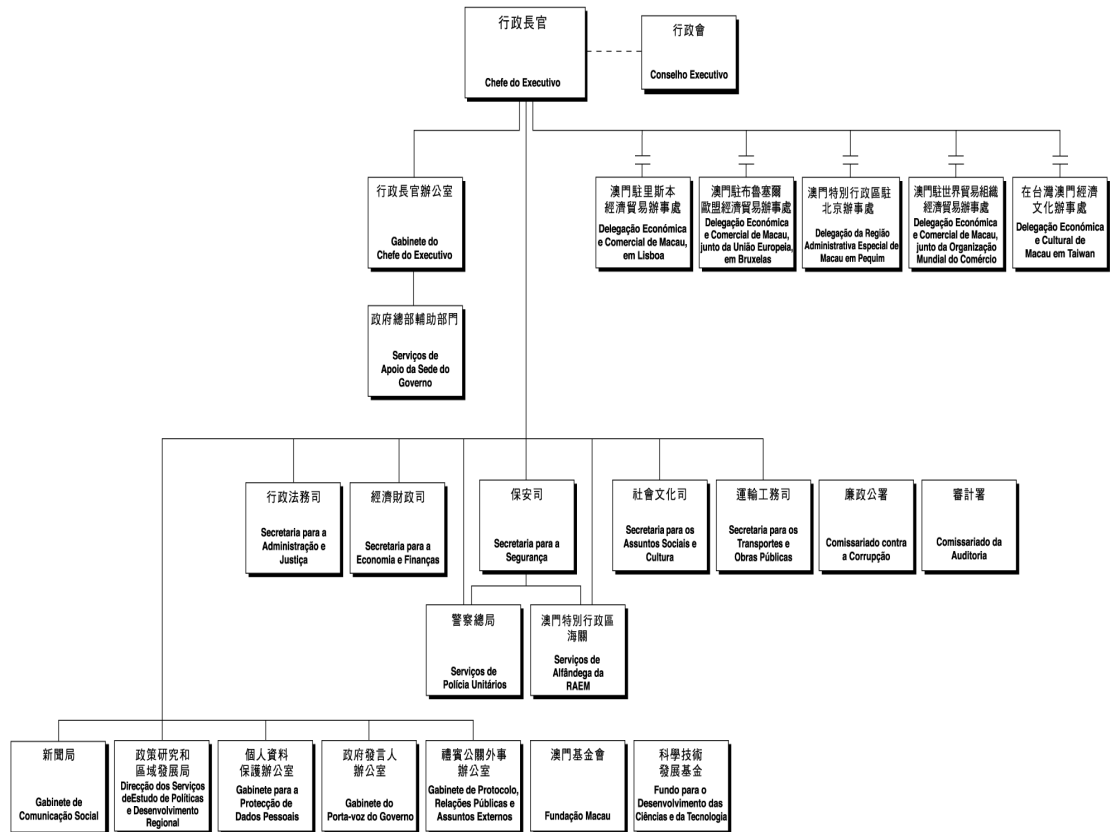 行政長官
Chefe do Executivo
行政會
Conselho Executivo
行政長官辦公室
Gabinete do
Chefe do Executivo
澳門駐里斯本
經濟貿易辦事處
Delegação Económica
e Comercial de Macau,
em Lisboa
澳門駐布魯塞爾
歐盟經濟貿易辦事處
Delegação Económica
e Comercial de Macau,
junto da União Europeia,
em Bruxelas
澳門特別行政區駐
北京辦事處
Delegação da Região
Administrativa Especial de
Macau em Pequim
澳門駐世界貿易組織
經濟貿易辦事處
Delegação Económica
e Comercial de Macau,
junto da Organização
Mundial do Comércio
在台灣澳門經濟
文化辦事處
Delegação Económica
e Cultural de
Macau em Taiwan
政府總部輔助部門
Serviços de
Apoio da Sede do
Governo
行政法務司
Secretaria para a
Administração e
Justiça
經濟財政司
Secretaria para a
Economia e Finanças
保安司
Secretaria para a
Segurança
社會文化司
Secretaria para os
Assuntos Sociais e
Cultura
運輸工務司
Secretaria para os
Transportes e
Obras Públicas
廉政公署
Comissariado contra
a Corrupção
審計署
Comissariado da
Auditoria
警察總局
Serviços de
Polícia Unitários
澳門特別行政區
海關
Serviços de
Alfândega da
RAEM
新聞局
Gabinete de
Comunicação Social
政策研究和
區域發展局
Direcção dos Serviços
deEstudo de Políticas
e Desenvolvimento
Regional
個人資料
保護辦公室
Gabinete para a
Protecção de
Dados Pessoais
政府發言人
辦公室
Gabinete do
Porta-voz do Governo
禮賓公關外事
辦公室
Gabinete de Protocolo,
Relações Públicas e
Assuntos Externos
澳門基金會
Fundação Macau
科學技術
發展基金
Fundo para o
Desenvolvimento das
Ciências e da Tecnologia